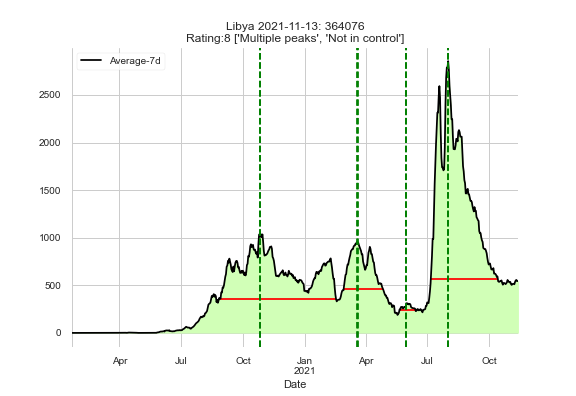 Libya 2021-11-13: 364076
Rating:8 ['Multiple peaks', 'Not in control']
Average-7d
2500
2000
1500
1000
500
0
Apr Jul Oct Jan Apr Jul Oct
2021
Date